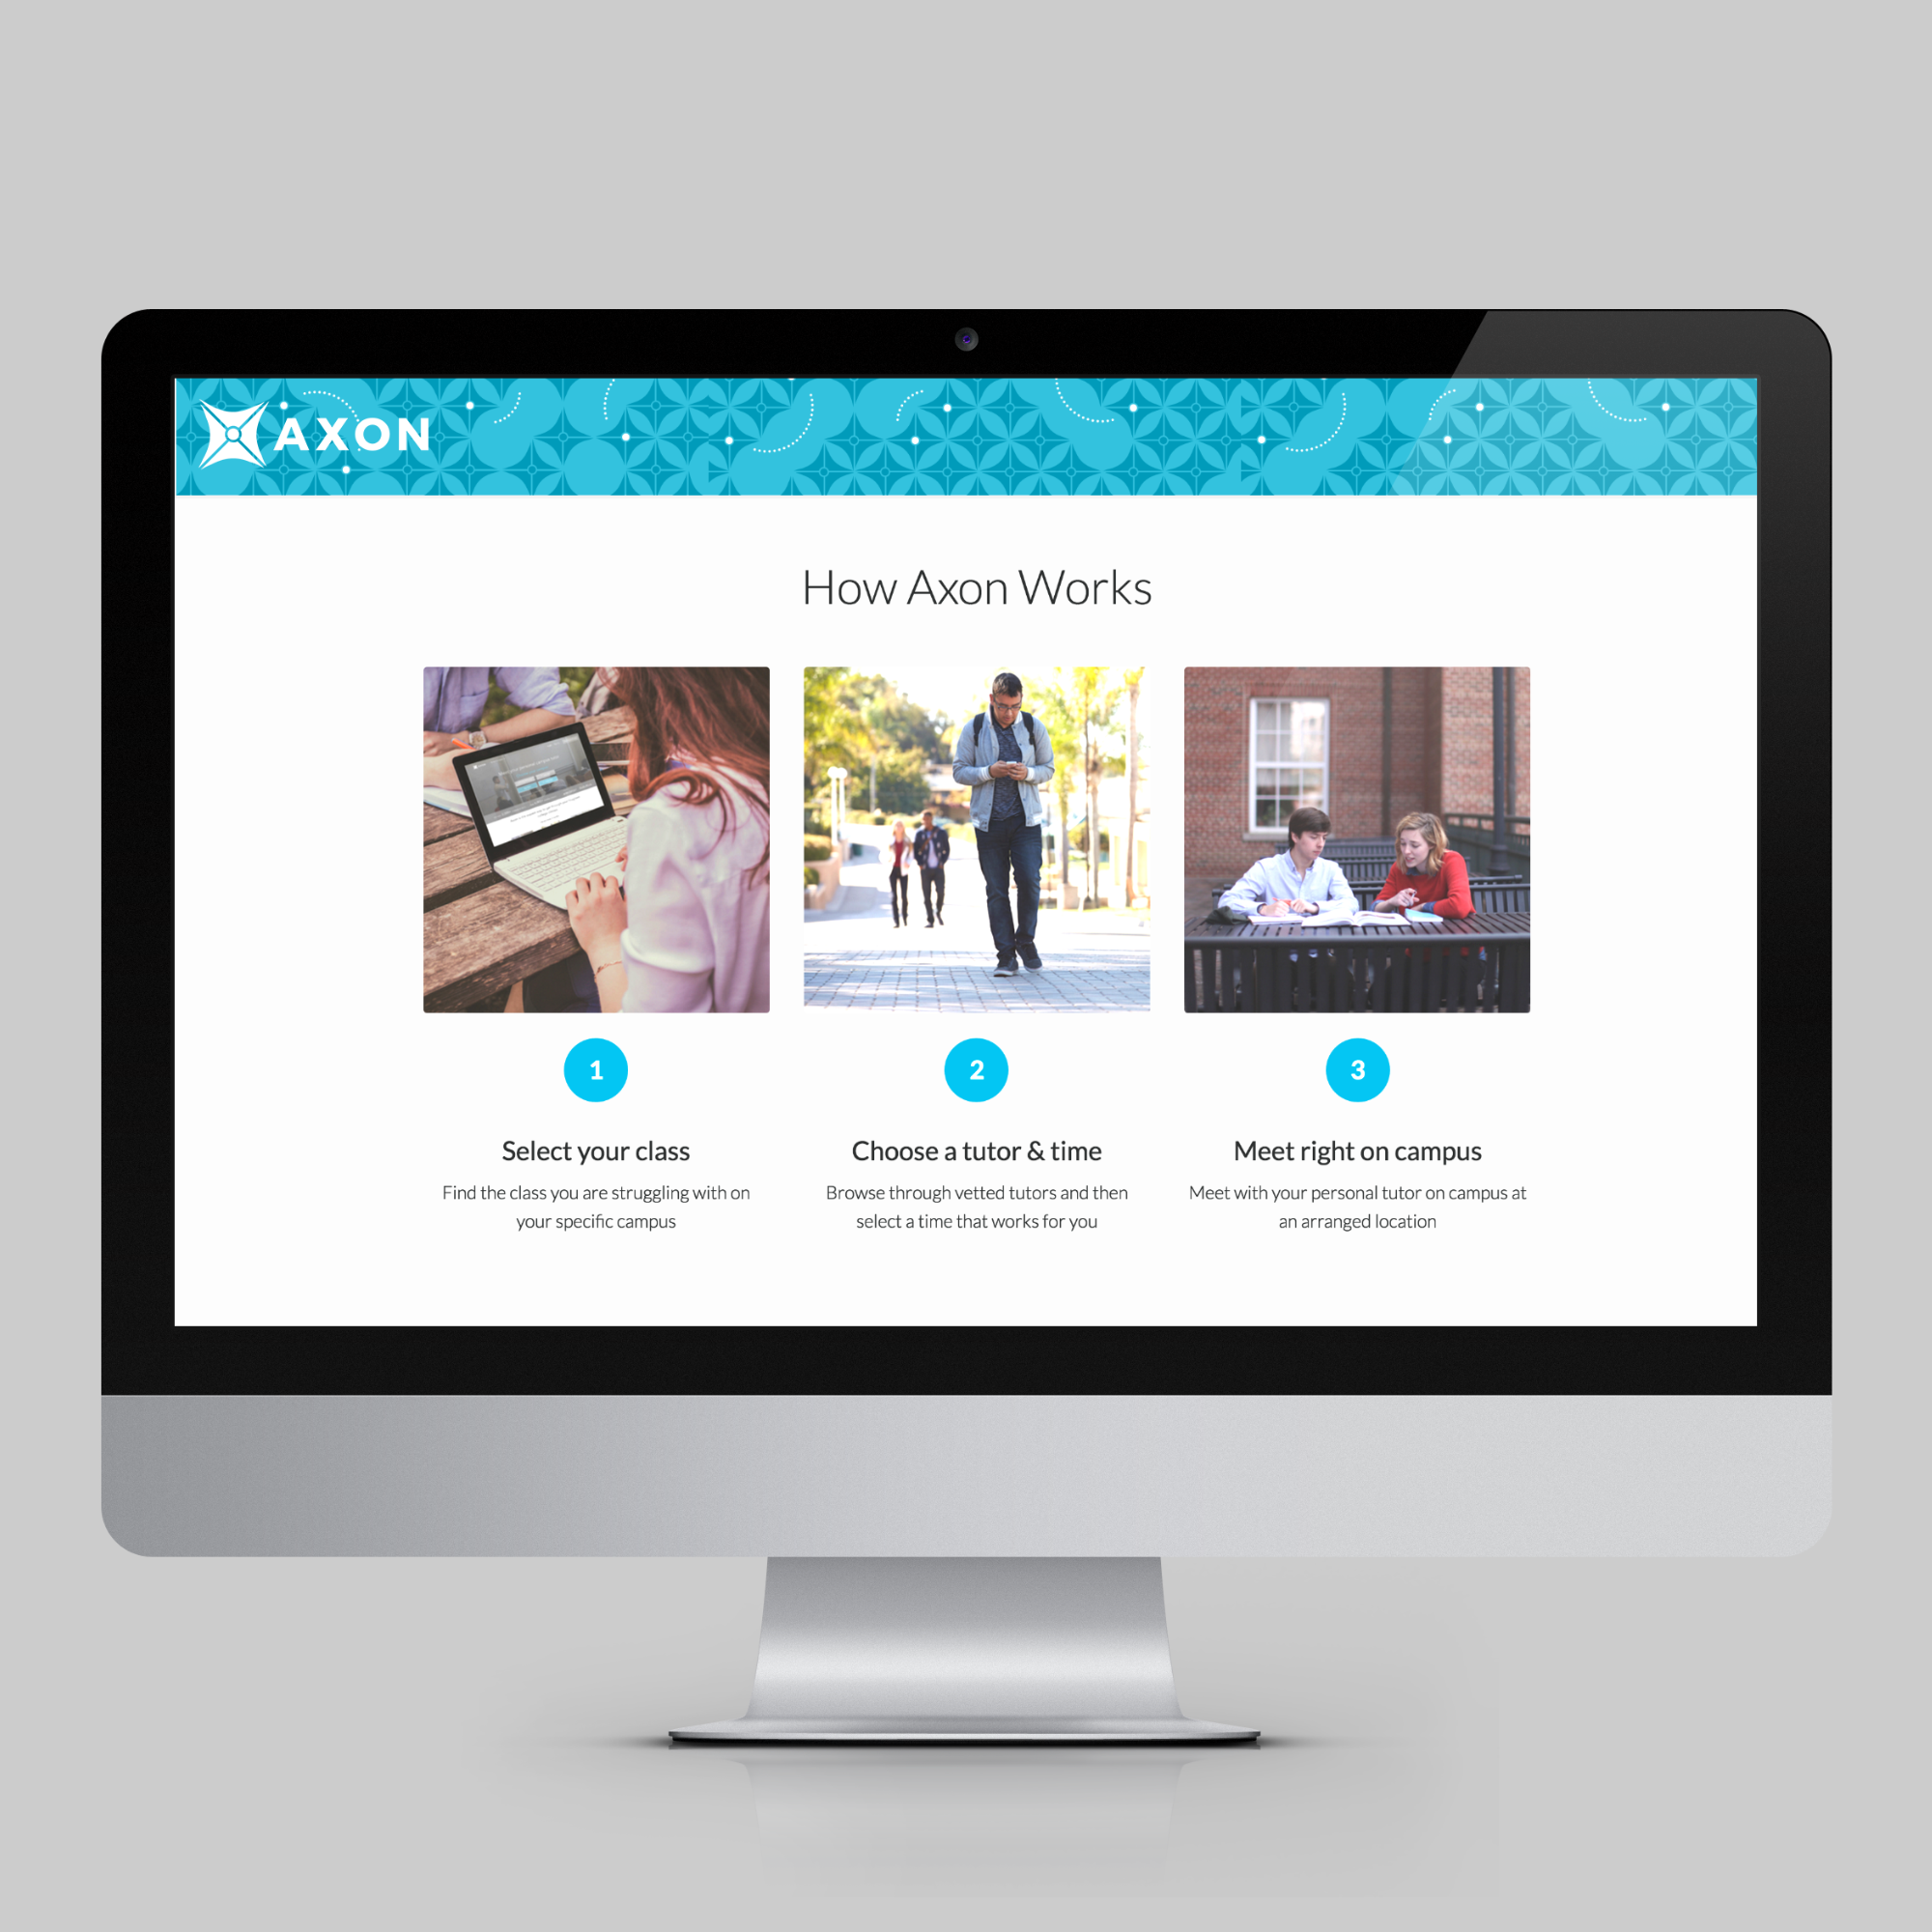 AXON
How Axon Works
1
2
3
Select your class
Find the class you are struggling with on
your specific campus
Choose a tutor & time
Browse through vetted tutors and then
select a time that works for you
Meet right on campus
Meet with your personal tutor on campus at
an arranged location